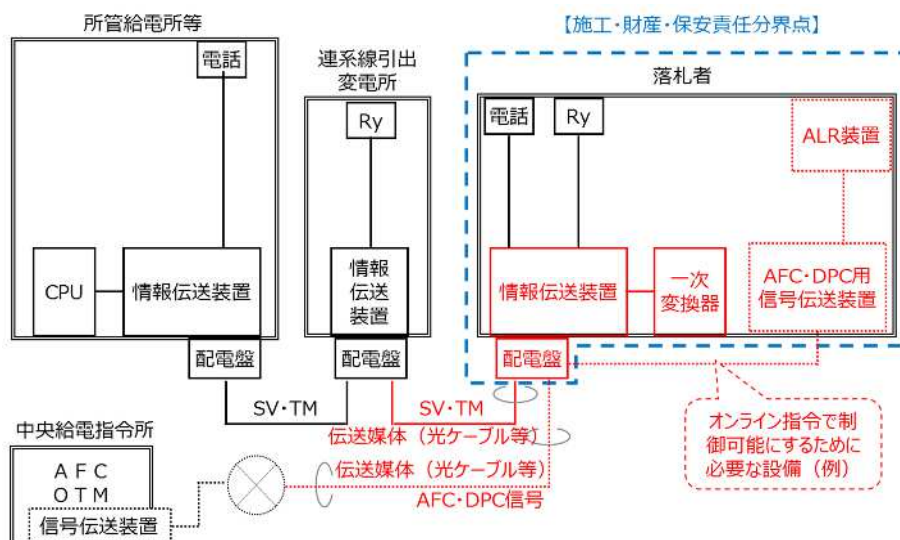 所管給電所等
電話
CPU
情報伝送装置
配電盤
連系線引出
変電所
Ry
情報
伝送
装置
配電盤
【施工・財産・保安責任分界点】
落札者
電話
Ry
ALR装置
情報伝送装置
一次
変換器
AFC・DPC用
信号伝送装置
配電盤
SV・TM
SV・TM
伝送媒体（光ケーブル等）
伝送媒体（光ケーブル等）
AFC・DPC信号
オンライン指令で制
御可能にするために
必要な設備（例）
中央給電指令所
ＡＦＣ
ＯＴＭ
信号伝送装置